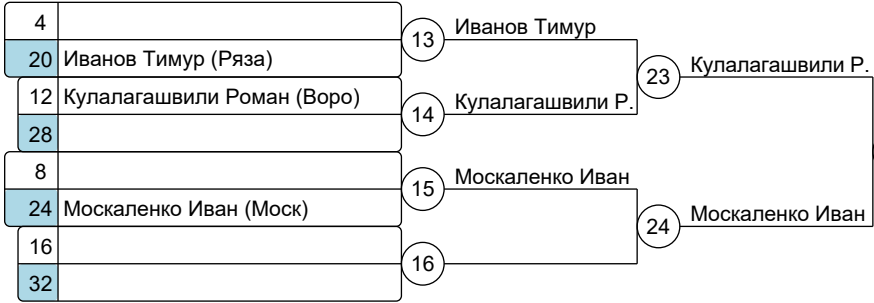 4
13
Иванов Тимур
20 Иванов Тимур (Ряза)
23
Кулалагашвили Р.
12 Кулалагашвили Роман (Воро)
14
Кулалагашвили Р.
28
8
15
Москаленко Иван
24 Москаленко Иван (Моск)
24
Москаленко Иван
16
16
32